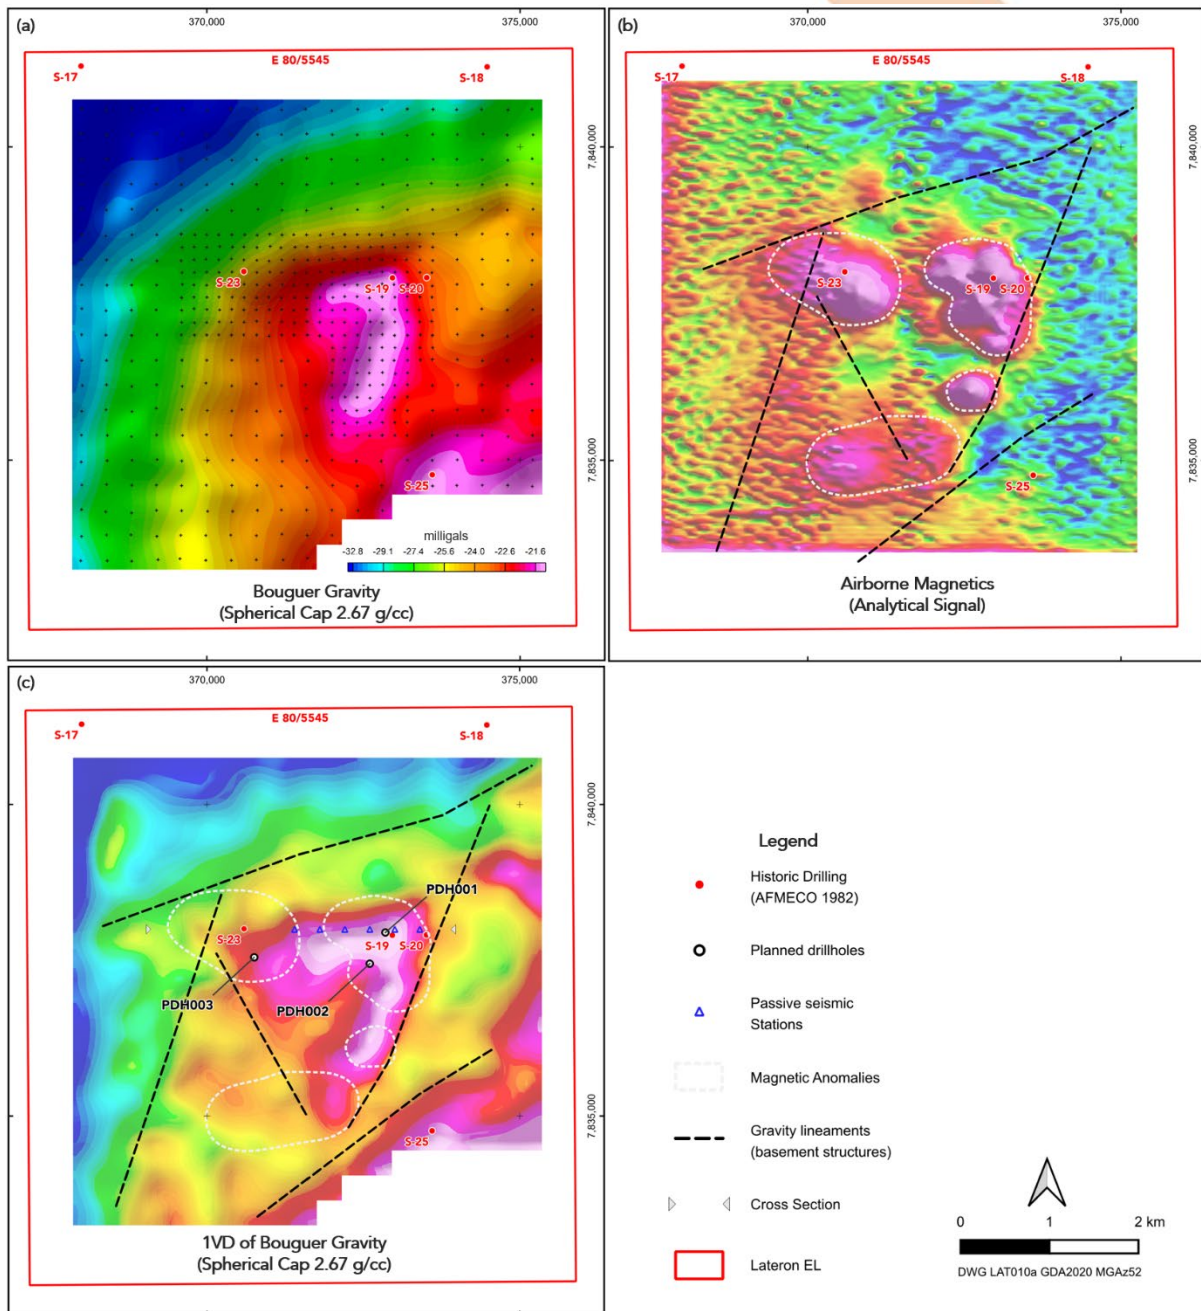 (a)
370,000
375,000
E 80/5545
S-17
S-18
7,840,000
S-23
S-19
S-20
7,835,000
S-25
milligals
-32.8 -29.1 -27.4 -25.6 -24.0 -22.6 -21.6
Bouguer Gravity
(Spherical Cap 2.67 g/cc)
(b)
370,000
375,000
E 80/5545
S-17
S-18
7,840,000
S-23
S-19
S-20
7,835,000
S-25
Airborne Magnetics
(Analytical Signal)
(c)
370,000
375,000
E 80/5545
S-17
S-18
7,840,000
PDH001
S-23
S-19
S-20
PDH003
PDH002
7,835,000
S-25
1VD of Bouguer Gravity
(Spherical Cap 2.67 g/cc)
Legend
Historic Drilling
(AFMECO 1982)
Planned drillholes
Passive seismic
Stations
Magnetic Anomalies
Gravity lineaments
(basement structures)
Cross Section
Lateron EL
0 1 2 km
DWG LAT010a GDA2020 MGAz52